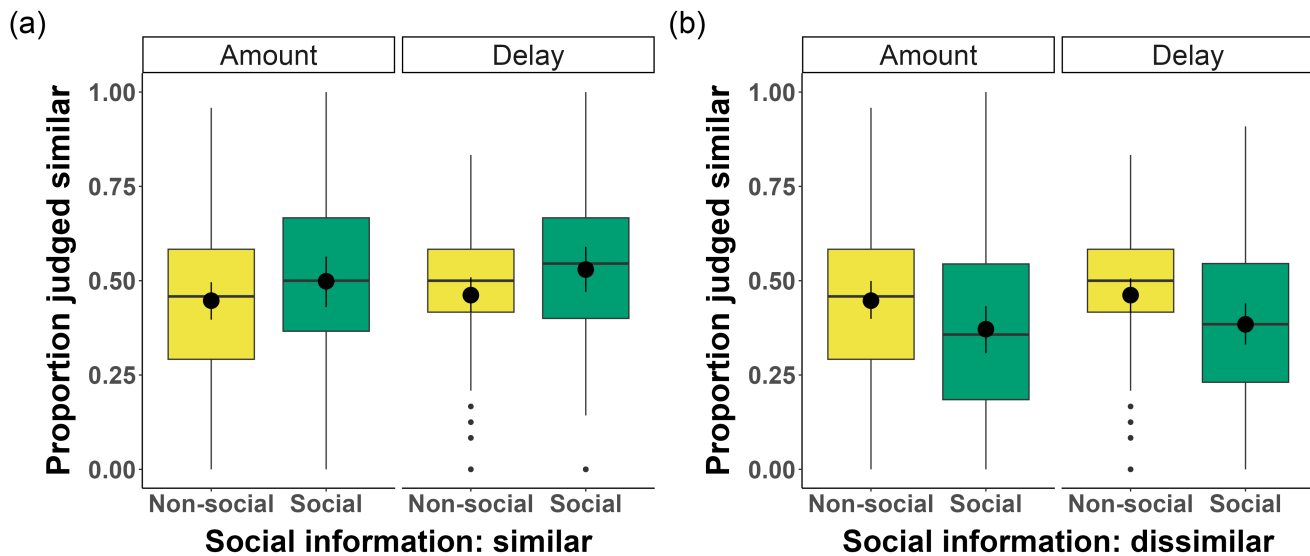 (a)
Amount Delay
Proportion judged similar
1.00
0.75
0.50
0.25
0.00
Non-social Social Non-social Social
Social information: similar
(b)
Amount Delay
Proportion judged similar
1.00
0.75
0.50
0.25
0.00
Non-social Social Non-social Social
Social information: dissimilar